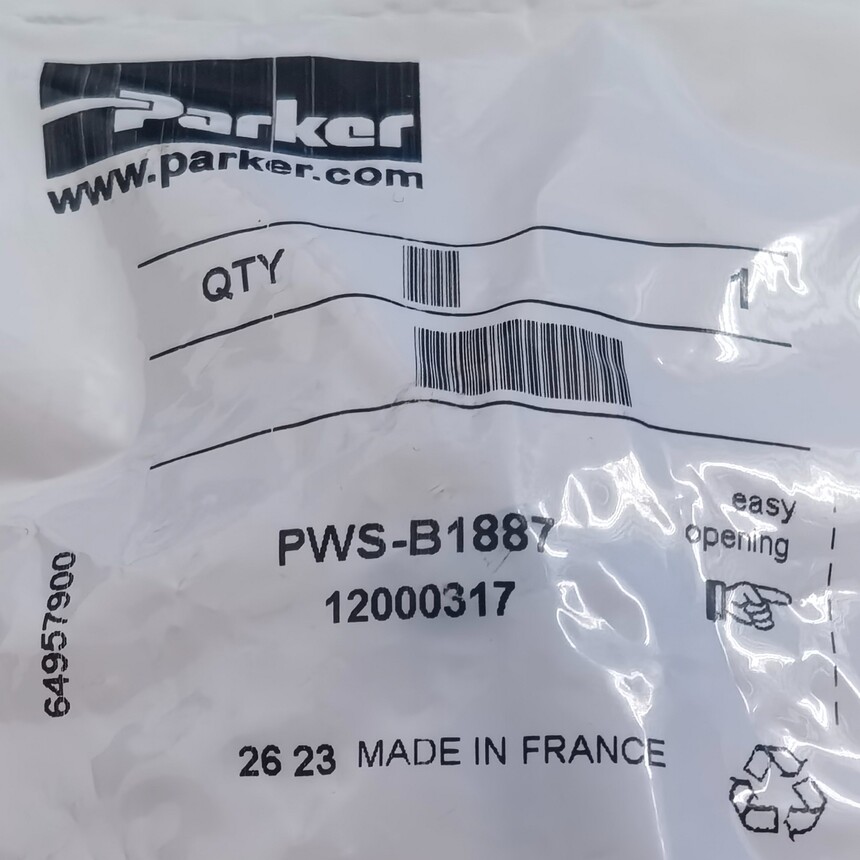 Parker
www.parker.com
QTY 1
PWS-B1887
12000317
easy
opening
64957900
26 23 MADE IN FRANCE